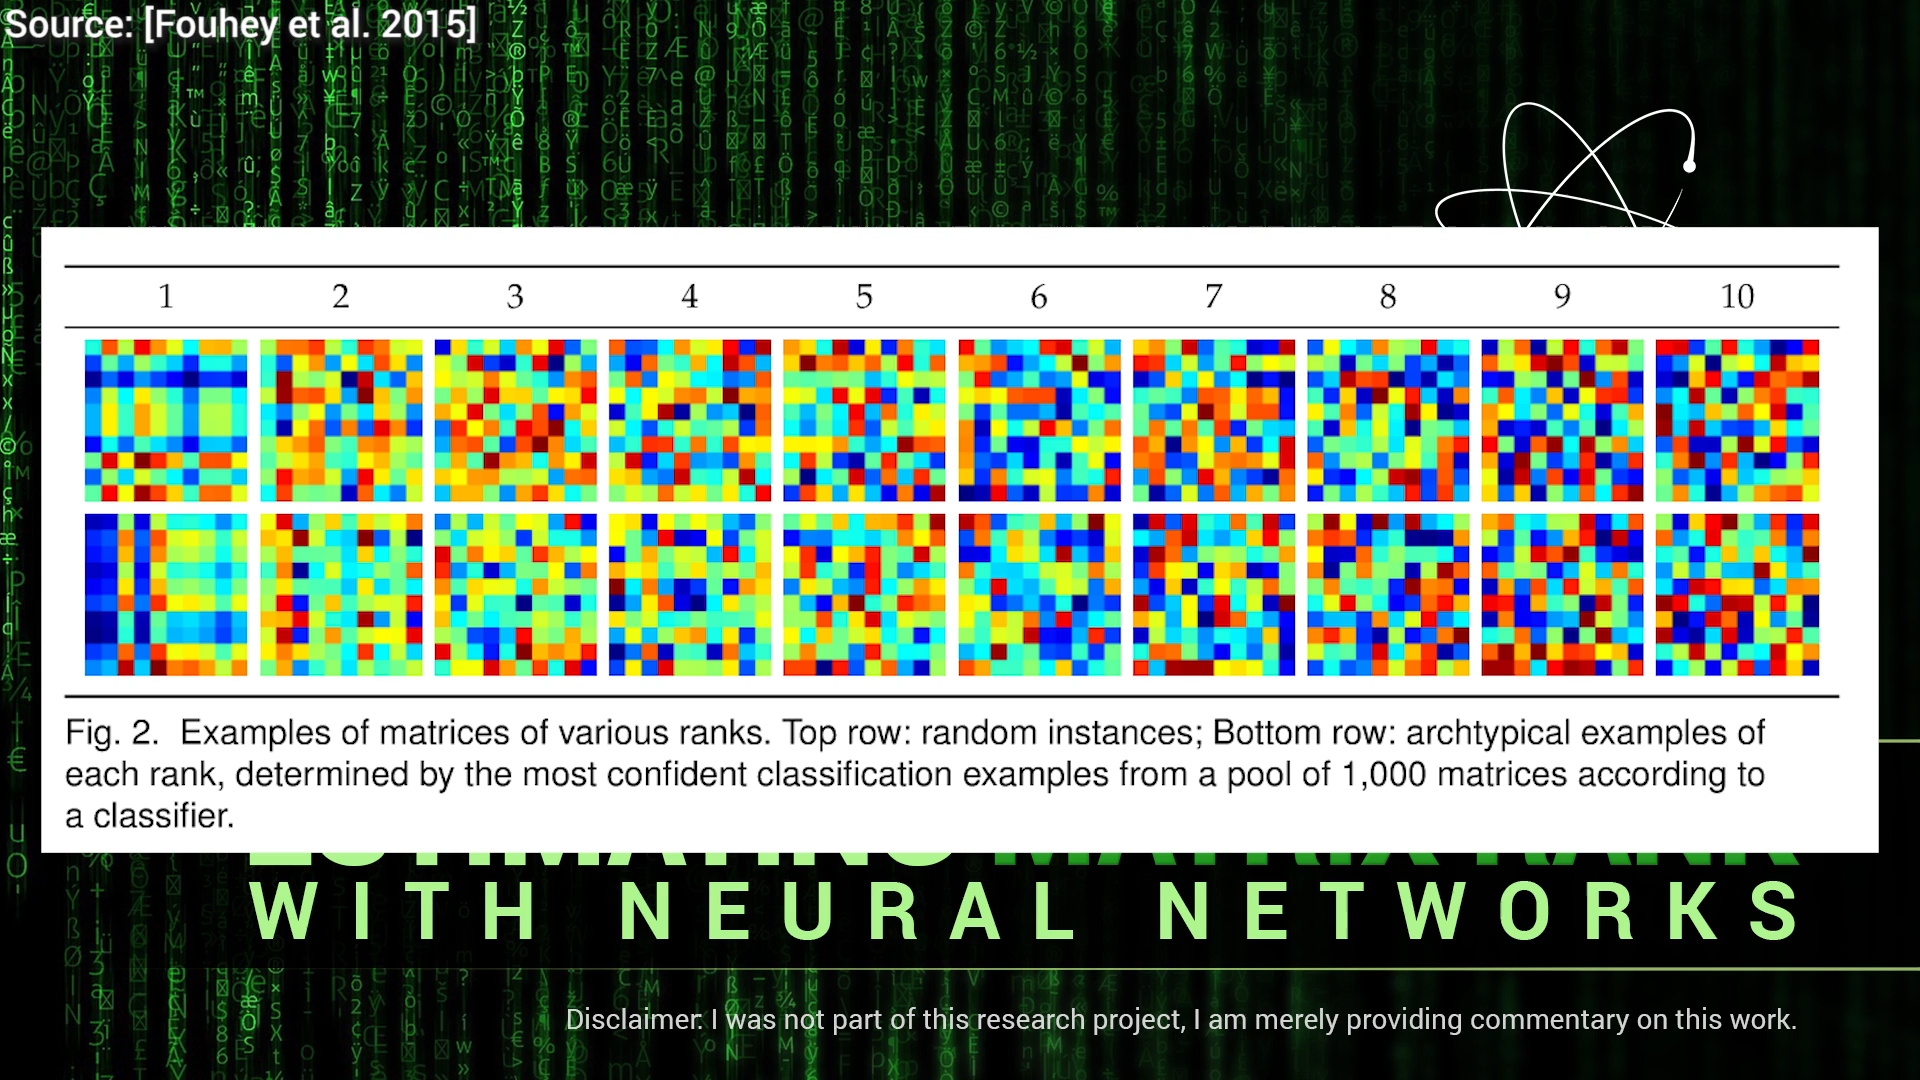 Source: [Fouhey et al. 2015]
1 2 3 4 5 6 7 8 9 10
Fig. 2. Examples of matrices of various ranks. Top row: random instances; Bottom row: archtypical examples of
each rank, determined by the most confident classification examples from a pool of 1,000 matrices according to
a classifier.
ESTIMATING MATRIX RANK
WITH NEURAL NETWORKS
Disclaimer: I was not part of this research project, I am merely providing commentary on this work.